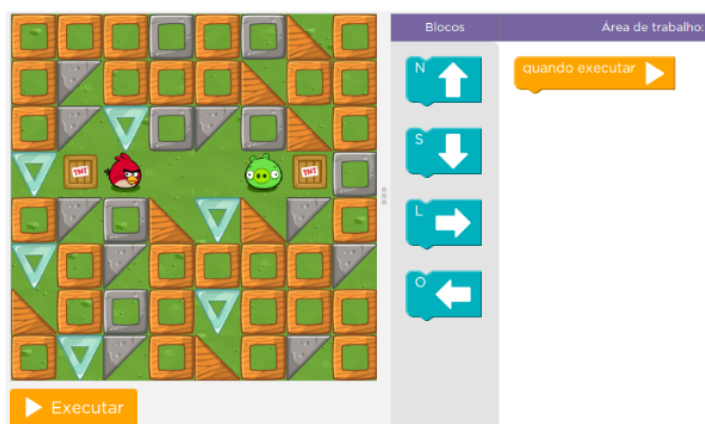 Blocos
Área de trabalho:
N
quando executar
S
TNT
TNT
L
O
Executar